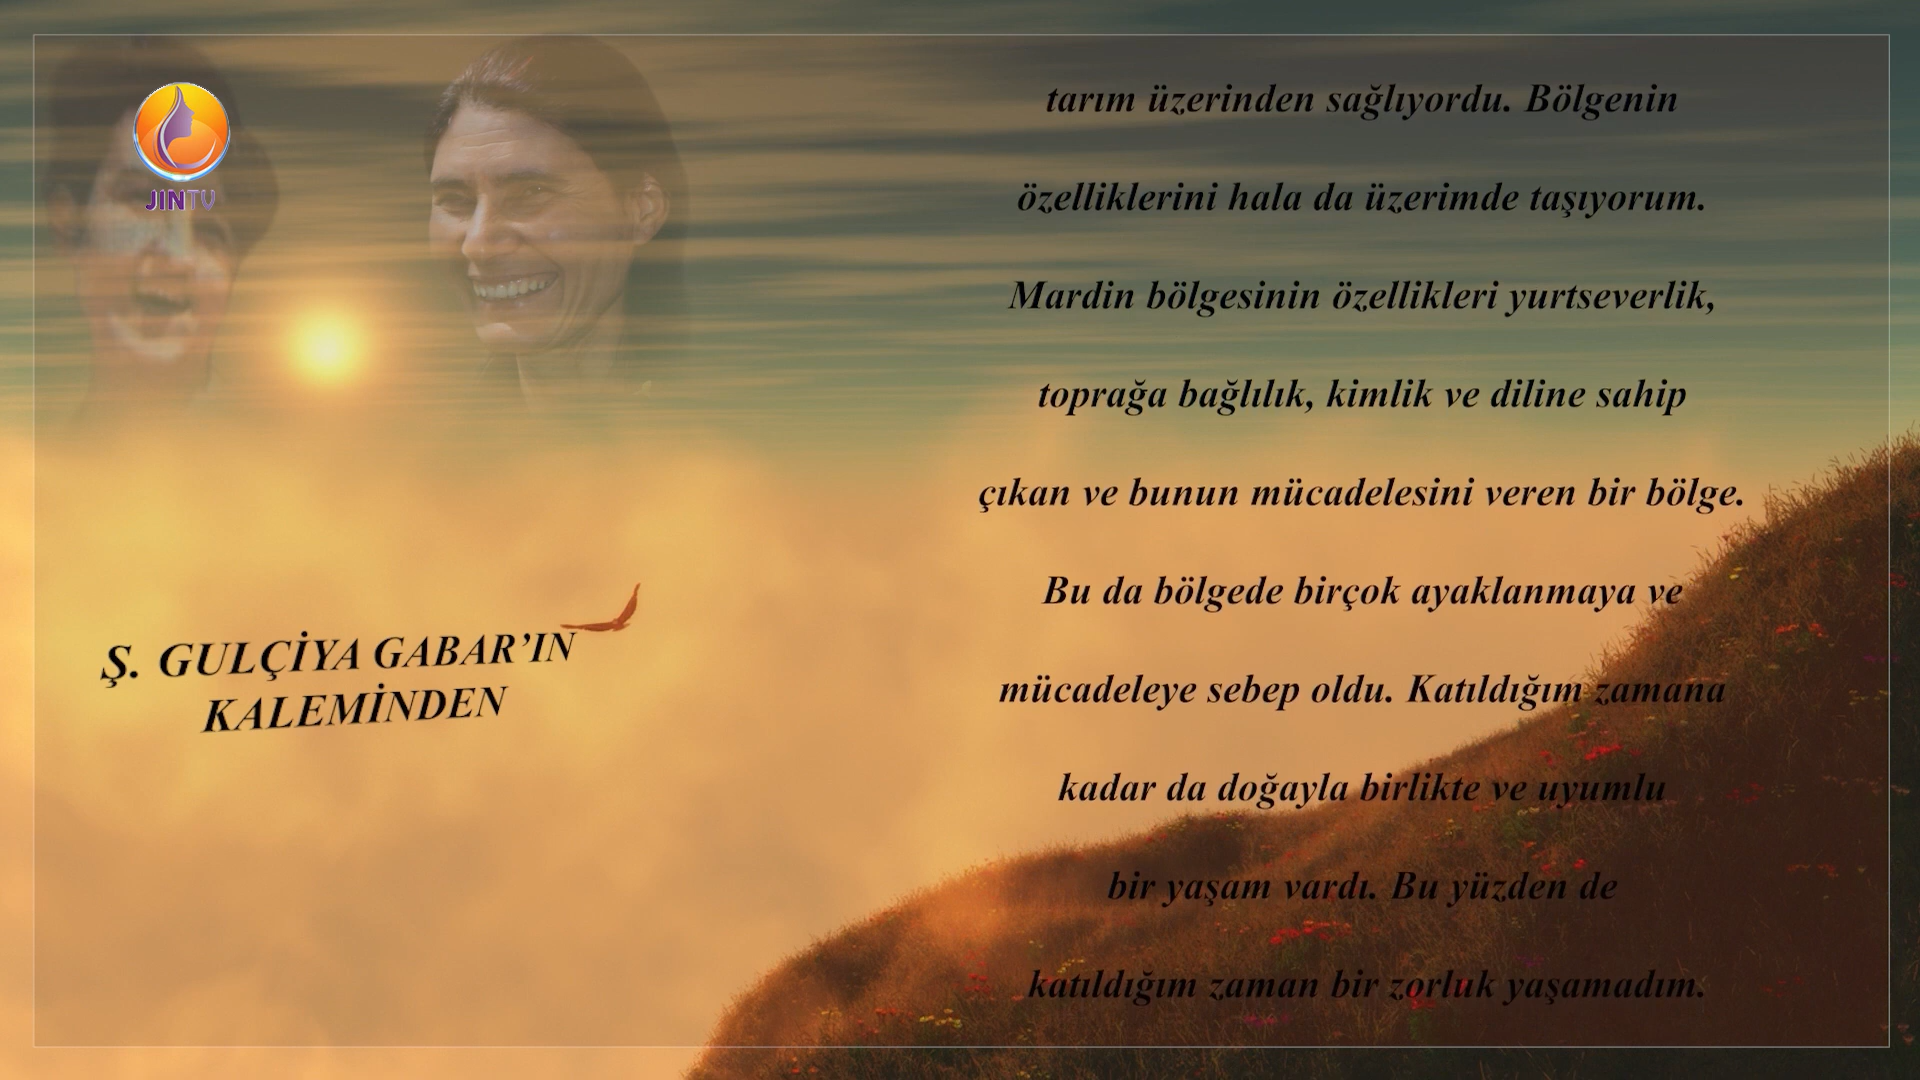 JINTV
tarım üzerinden sağlıyordu. Bölgenin
özelliklerini hala da üzerimde taşıyorum.
Mardin bölgesinin özellikleri yurtseverlik,
toprağa bağlılık, kimlik ve diline sahip
çıkan ve bunun mücadelesini veren bir bölge.
Bu da bölgede birçok ayaklanmaya ve
mücadeleye sebep oldu. Katıldığım zamana
kadar da doğayla birlikte ve uyumlu
bir yaşam vardı. Bu yüzden de
katıldığım zaman bir zorluk yaşamadım.
Ş. GULÇİYA GABAR’IN
KALEMİNDEN